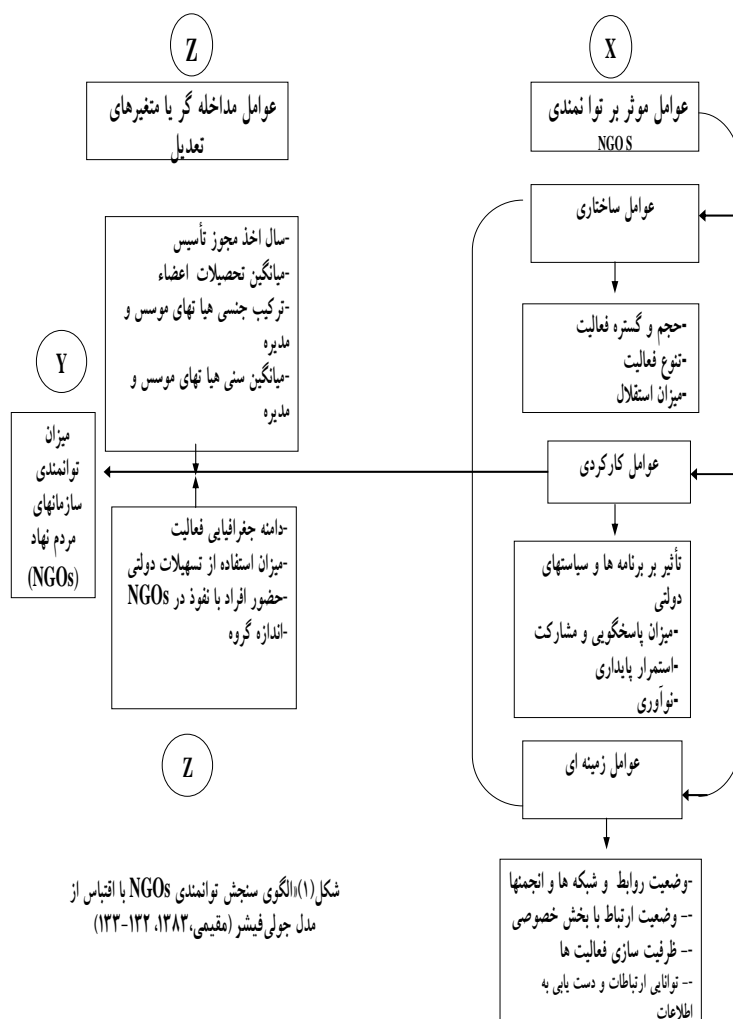 X
عوامل موثر بر توا نمندی
NGO S
عوامل ساختاری
-حجم و گستره فعالیت
-تنوع فعالیت
-میزان استقلال
عوامل کارکردی
تأثیر بر برنامه ها و سیاستهای
دولتی
-میزان پاسخگویی و مشارکت
-استمرار پایداری
-نوآوری
عوامل زمینه ای
-وضعیت روابط و شبکه ها و انجمنها
-- وضعیت ارتباط با بخش خصوصی
-- ظرفیت سازی فعالیت ها
-- توانایی ارتباطات و دست یابی به
اطلاعات
Z
عوامل مداخله گر یا متغیرهای
تعدیل
-سال اخذ مجوز تأسیس
-میانگین تحصیلات اعضاء
-ترکیب جنسی هیا تهای موسس و
مدیره
-میانگین سنی هیا تهای موسس و
مدیره
-دامنه جغرافیایی فعالیت
-میزان استفاده از تسهیلات دولتی
-حضور افراد با نفوذ در NGOs
-اندازه گروه
Z
Y
میزان
توانمندی
سازمانهای
مردم نهاد
(NGOs)
شکل(۱)«الگوی سنجش توانمندی NGOs با اقتباس از
مدل جولی فیشر (مقیمی،۱۳۸۳، ۱۳۲-۱۳۳)